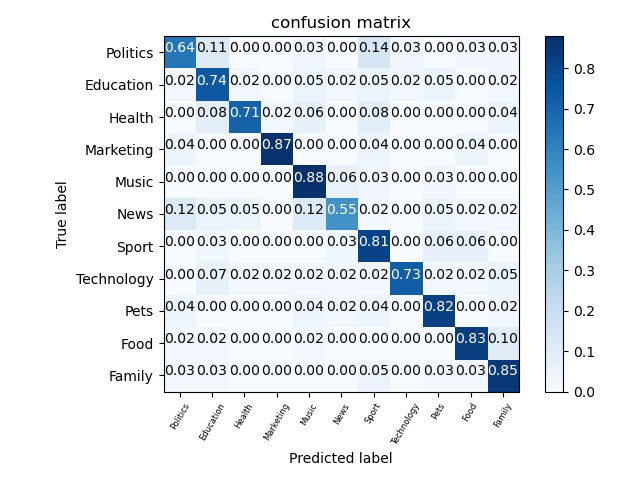 confusion matrix
Politics 0.64 0.11 0.00 0.00 0.03 0.00 0.14 0.03 0.00 0.03 0.03
Education 0.02 0.74 0.02 0.00 0.05 0.02 0.05 0.02 0.05 0.00 0.02
Health 0.00 0.08 0.71 0.02 0.06 0.00 0.08 0.00 0.00 0.00 0.04
Marketing 0.04 0.00 0.00 0.87 0.00 0.00 0.04 0.00 0.00 0.04 0.00
Music 0.00 0.00 0.00 0.00 0.88 0.06 0.03 0.00 0.03 0.00 0.00
News 0.12 0.05 0.05 0.00 0.12 0.55 0.02 0.00 0.05 0.02 0.02
Sport 0.00 0.03 0.00 0.00 0.00 0.03 0.81 0.00 0.06 0.06 0.00
Technology 0.00 0.07 0.02 0.02 0.02 0.02 0.02 0.73 0.02 0.02 0.05
Pets 0.04 0.00 0.00 0.00 0.04 0.02 0.04 0.00 0.82 0.00 0.02
Food 0.02 0.02 0.00 0.00 0.02 0.00 0.00 0.00 0.00 0.83 0.10
Family 0.03 0.03 0.00 0.00 0.00 0.00 0.05 0.00 0.03 0.03 0.85
Politics Education Health Marketing Music News Sport Technology Pets Food Family
Predicted label
True label
0.8
0.7
0.6
0.5
0.4
0.3
0.2
0.1
0.0